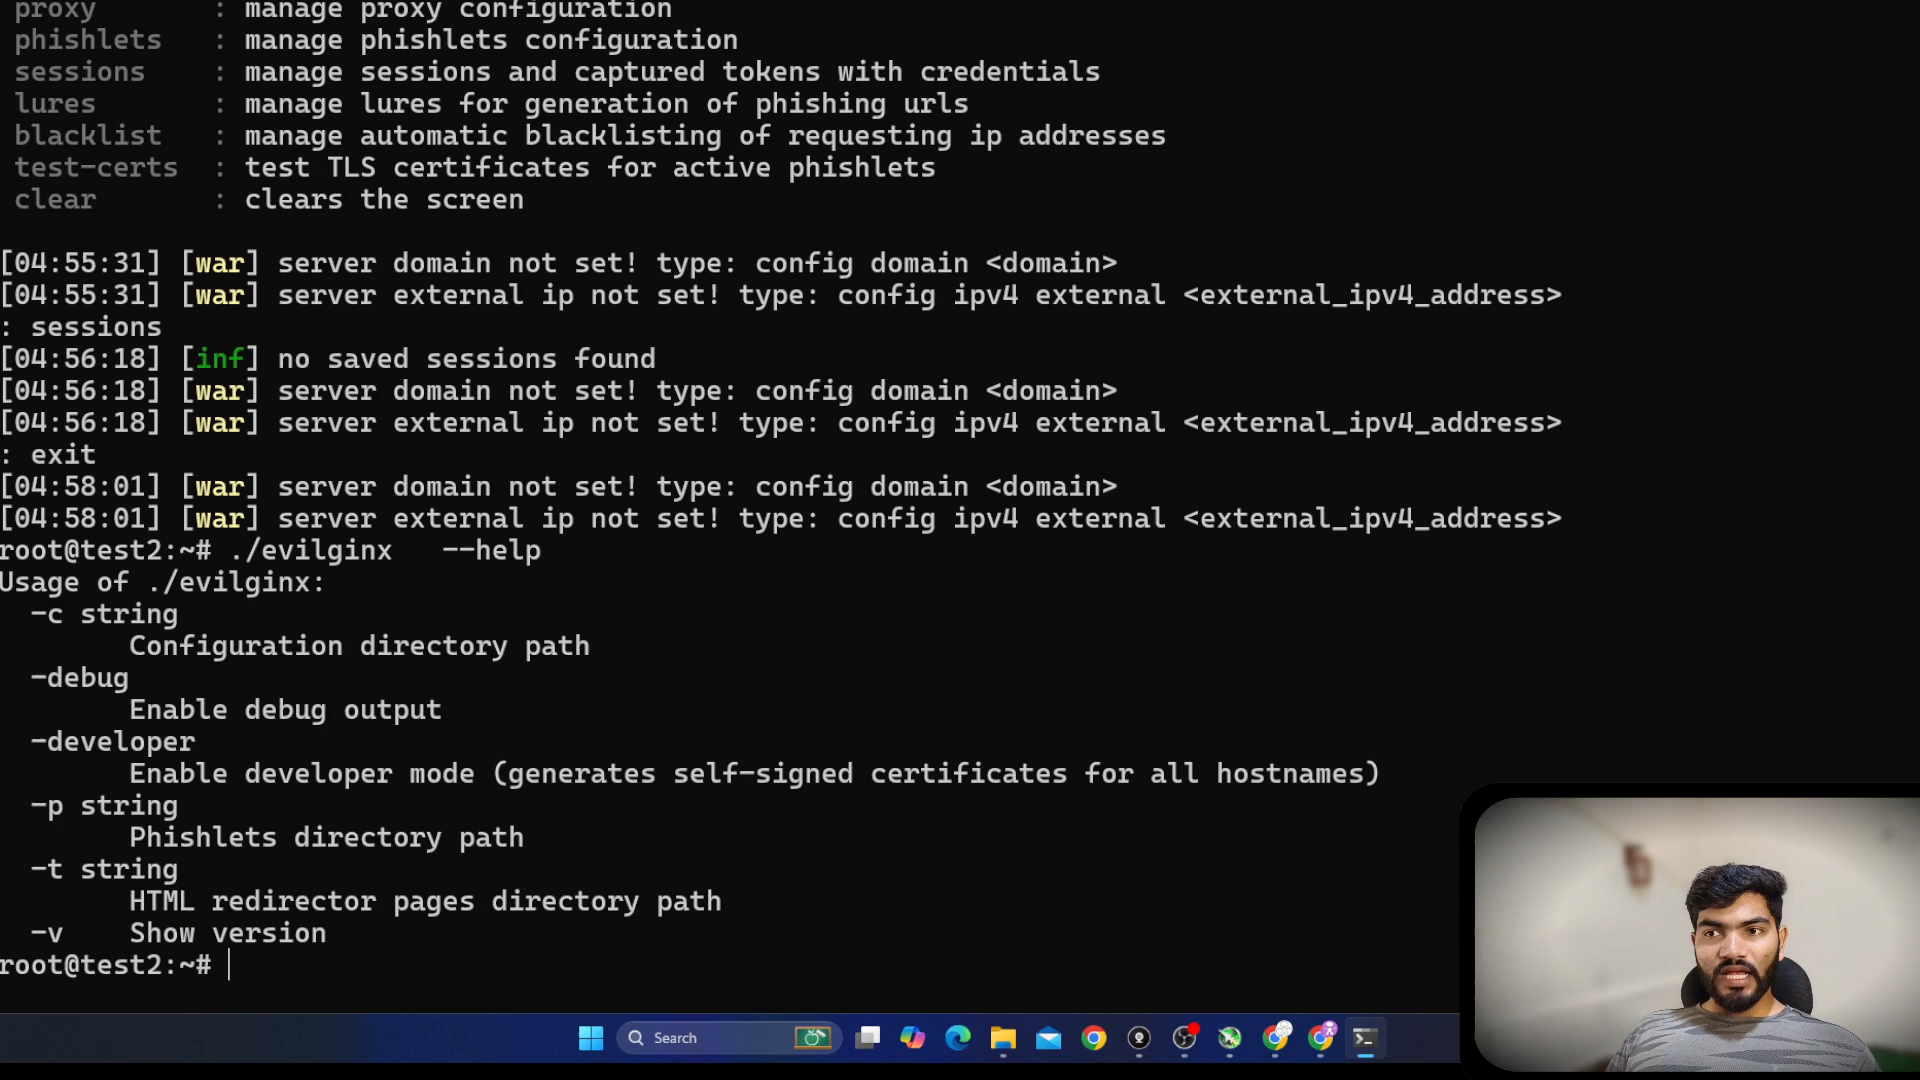 proxy : manage proxy configuration
phishlets : manage phishlets configuration
sessions : manage sessions and captured tokens with credentials
lures : manage lures for generation of phishing urls
blacklist : manage automatic blacklisting of requesting ip addresses
test-certs : test TLS certificates for active phishlets
clear : clears the screen
[04:55:31] [war] server domain not set! type: config domain <domain>
[04:55:31] [war] server external ip not set! type: config ipv4 external <external_ipv4_address>
: sessions
[04:56:18] [inf] no saved sessions found
[04:56:18] [war] server domain not set! type: config domain <domain>
[04:56:18] [war] server external ip not set! type: config ipv4 external <external_ipv4_address>
: exit
[04:58:01] [war] server domain not set! type: config domain <domain>
[04:58:01] [war] server external ip not set! type: config ipv4 external <external_ipv4_address>
root@test2:~# ./evilginx --help
Usage of ./evilginx:
-c string
Configuration directory path
-debug
Enable debug output
-developer
Enable developer mode (generates self-signed certificates for all hostnames)
-p string
Phishlets directory path
-t string
HTML redirector pages directory path
-v Show version
root@test2:~#
Search